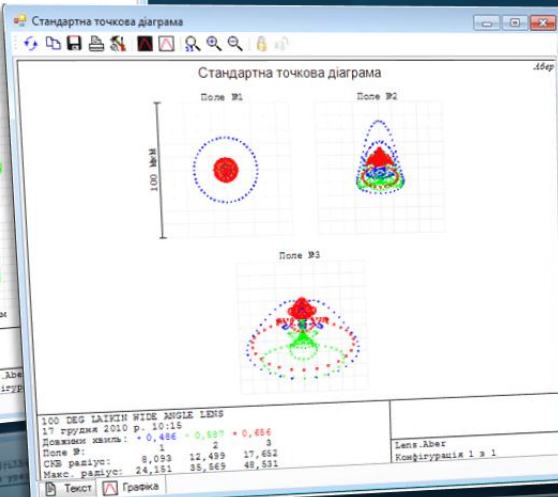 Стандартна точкова діаграма
Стандартна точкова діаграма
Абер
Поле №1
Поле №2
100 мкм
Поле №3
100 DEG LAIKIN WIDE ANGLE LENS
17 грудня 2010 р. 10:15
Довжини хвиль: + 0,486 + 0,587 + 0,656
Поле №: 1 2 3
СКВ радіус: 8,093 12,499 17,652
Макс. радіус: 24,151 35,569 48,531
Lens.Aber
Конфігурація 1 з 1
Текст
Графіка